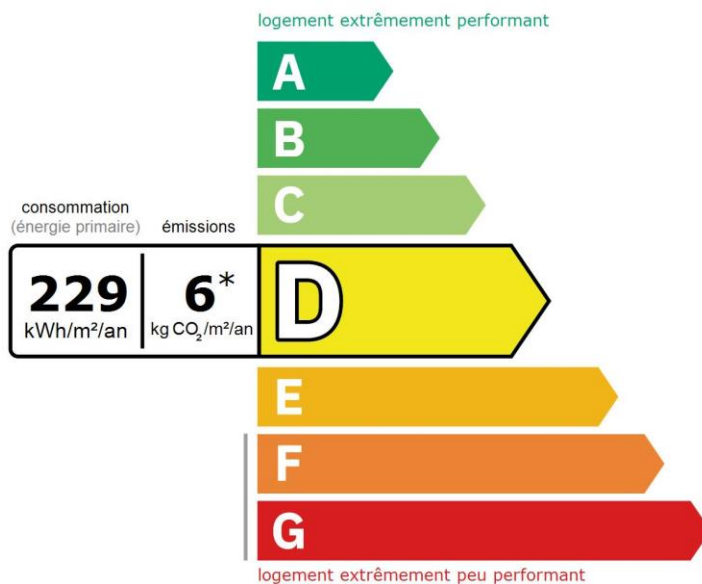 logement extrêmement performant
A
B
C
consommation
(énergie primaire) émissions
229 6*
kWh/m²/an kg CO₂/m²/an
D
E
F
G
logement extrêmement peu performant